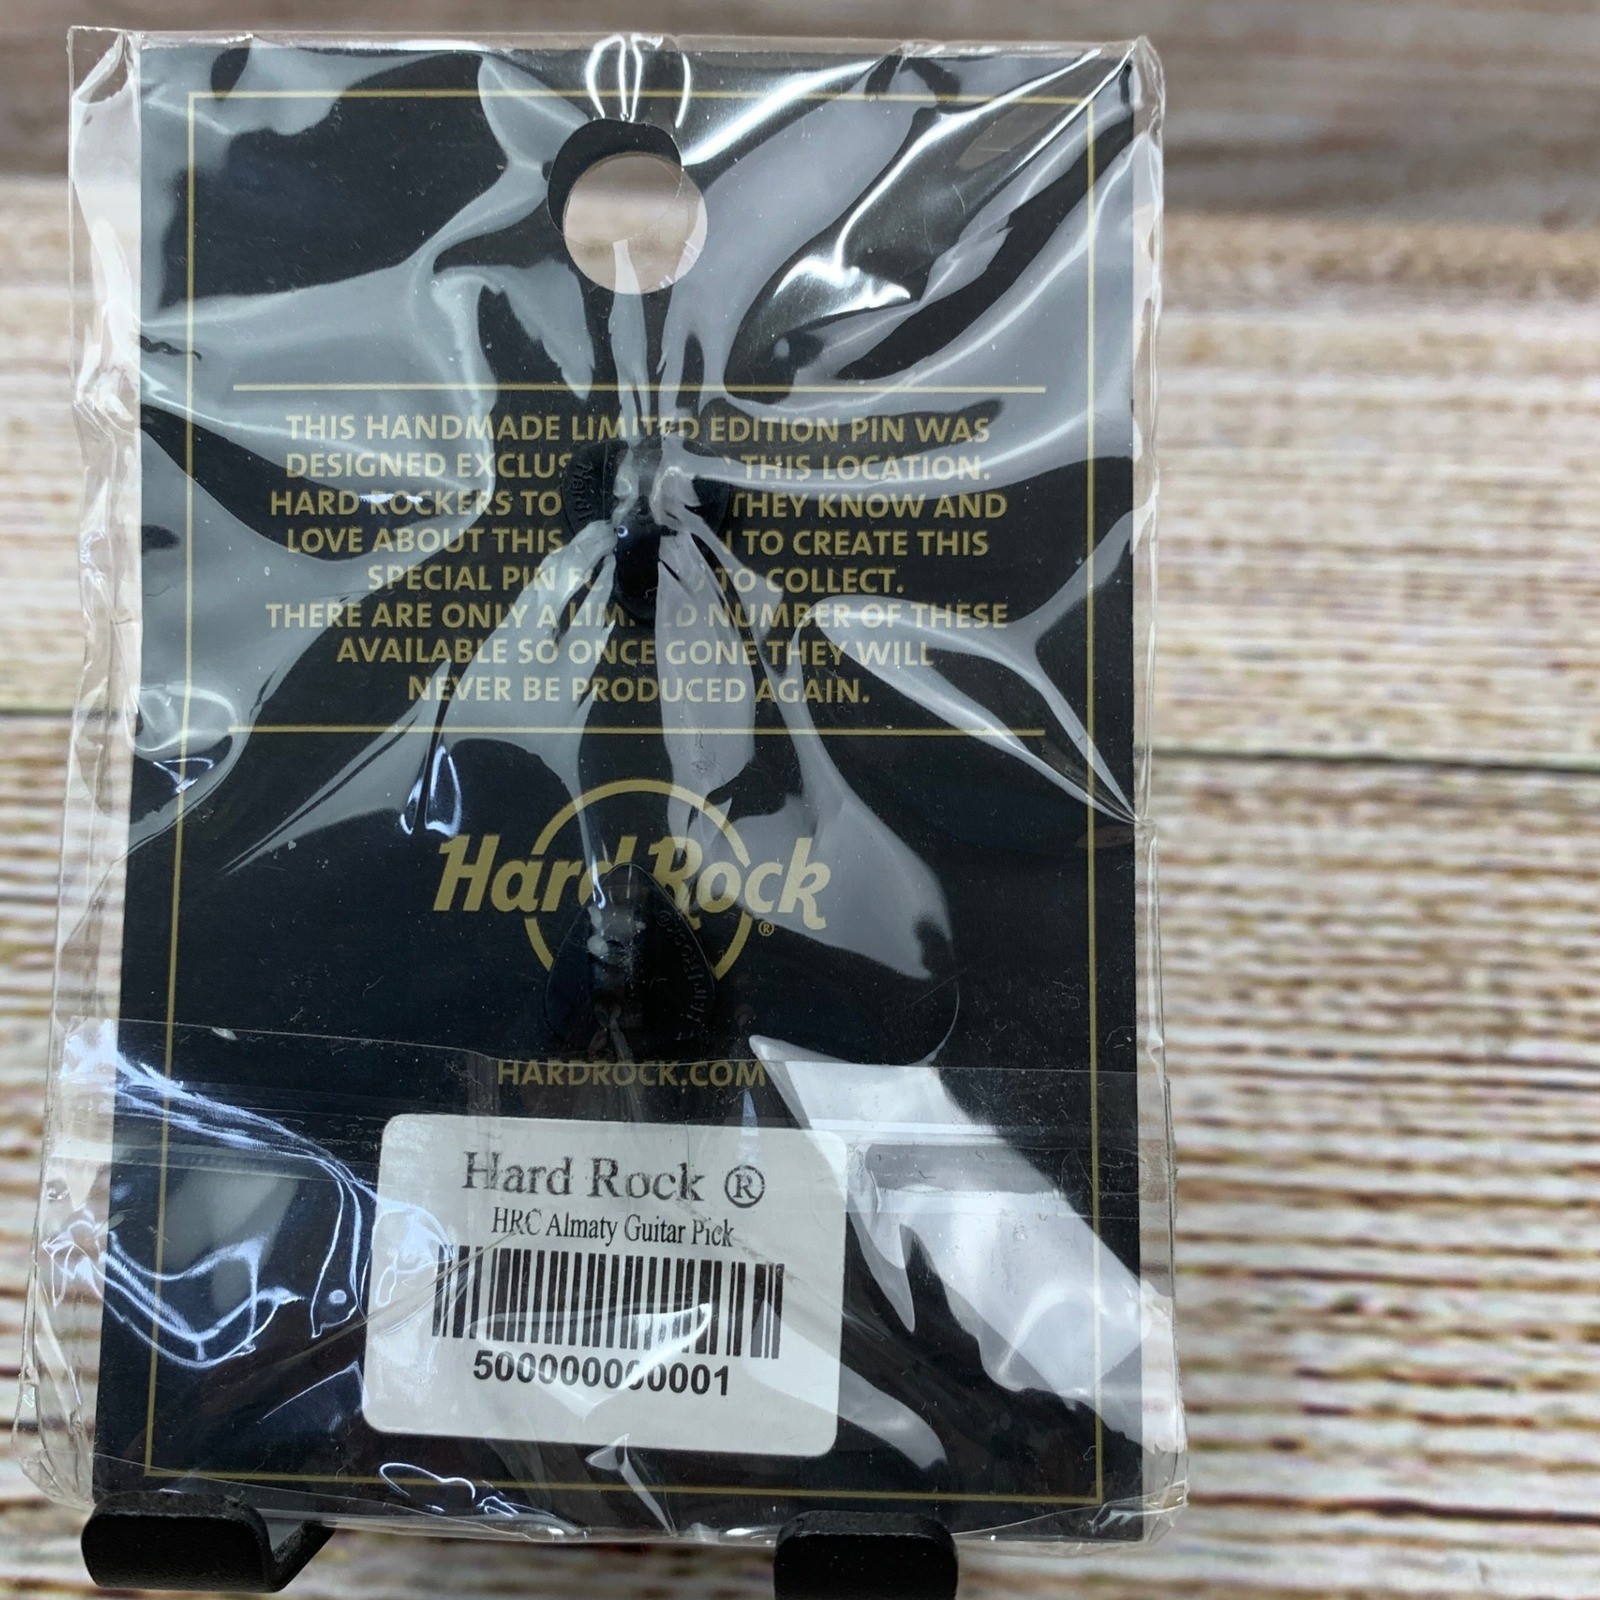 THIS HANDMADE LIMITED EDITION PIN WAS
DESIGNED THIS LOCATION.
HARD ROCKERS TO THEY KNOW AND
LOVE ABOUT THIS TO CREATE THIS
SPECIAL PIN TO COLLECT.
THERE ARE ONLY A LIMITED NUMBER OF THESE
AVAILABLE SO ONCE GONE THEY WILL
NEVER BE PRODUCED AGAIN.
Hard Rock ®
HARDROCK.COM
Hard Rock ®
HRC Almaty Guitar Pick
500000000001